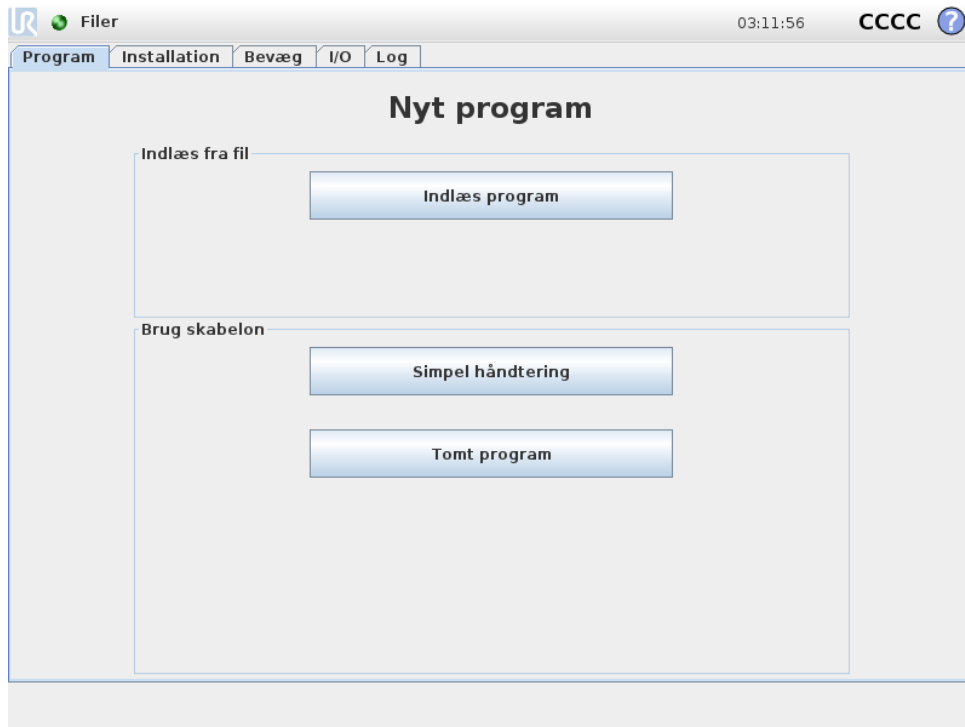 UR Filer 03:11:56 CCCC ?
Program Installation Bevæg I/O Log
Nyt program
Indlæs fra fil
Indlæs program
Brug skabelon
Simpel håndtering
Tomt program